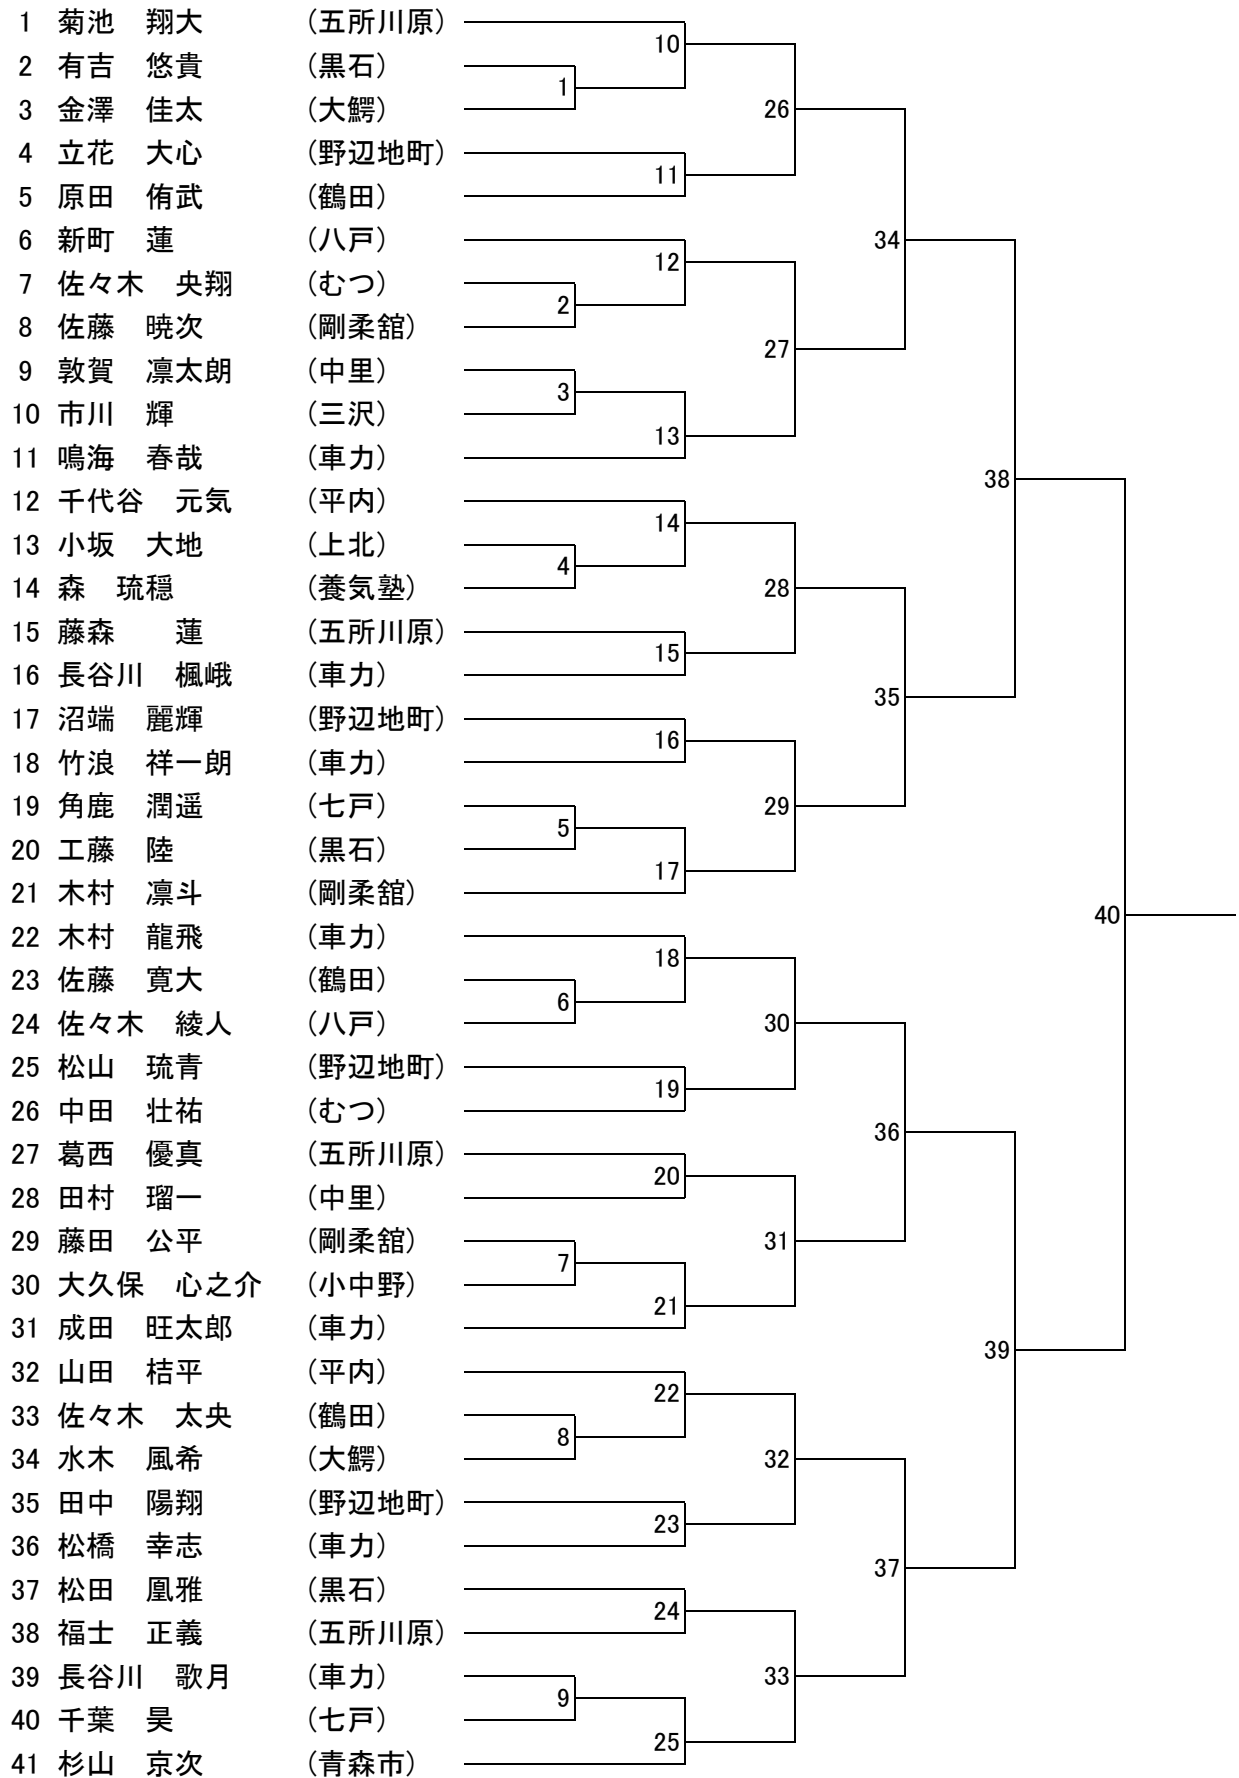 1 菊池　翔大 （五所川原）
10
2 有吉　悠貴 （黒石）
1
3 金澤　佳太 （大鰐）
26
4 立花　大心 （野辺地町）
11
5 原田　侑武 （鶴田）
6 新町　蓮 （八戸）
34
12
7 佐々木　央翔 （むつ）
2
8 佐藤　暁次 （剛柔舘）
27
9 敦賀　凛太朗 （中里）
3
10 市川　輝 （三沢）
13
11 鳴海　春哉 （車力）
38
12 千代谷　元気 （平内）
14
13 小坂　大地 （上北）
4
14 森　琉穏 （養気塾）
28
15 藤森　　蓮 （五所川原）
15
16 長谷川　楓峨 （車力）
35
17 沼端　麗輝 （野辺地町）
16
18 竹浪　祥一朗 （車力）
19 角鹿　潤遥 （七戸）
29
5
20 工藤　陸 （黒石）
17
21 木村　凛斗 （剛柔舘）
40
22 木村　龍飛 （車力）
18
23 佐藤　寛大 （鶴田）
6
24 佐々木　綾人 （八戸）
30
25 松山　琉青 （野辺地町）
19
26 中田　壮祐 （むつ）
36
27 葛西　優真 （五所川原）
20
28 田村　瑠一 （中里）
29 藤田　公平 （剛柔舘）
31
7
30 大久保　心之介 （小中野）
21
31 成田　旺太郎 （車力）
39
32 山田　桔平 （平内）
22
33 佐々木　太央 （鶴田）
8
34 水木　風希 （大鰐）
32
35 田中　陽翔 （野辺地町）
23
36 松橋　幸志 （車力）
37
37 松田　凰雅 （黒石）
24
38 福士　正義 （五所川原）
39 長谷川　歌月 （車力）
33
9
40 千葉　昊 （七戸）
25
41 杉山　京次 （青森市）